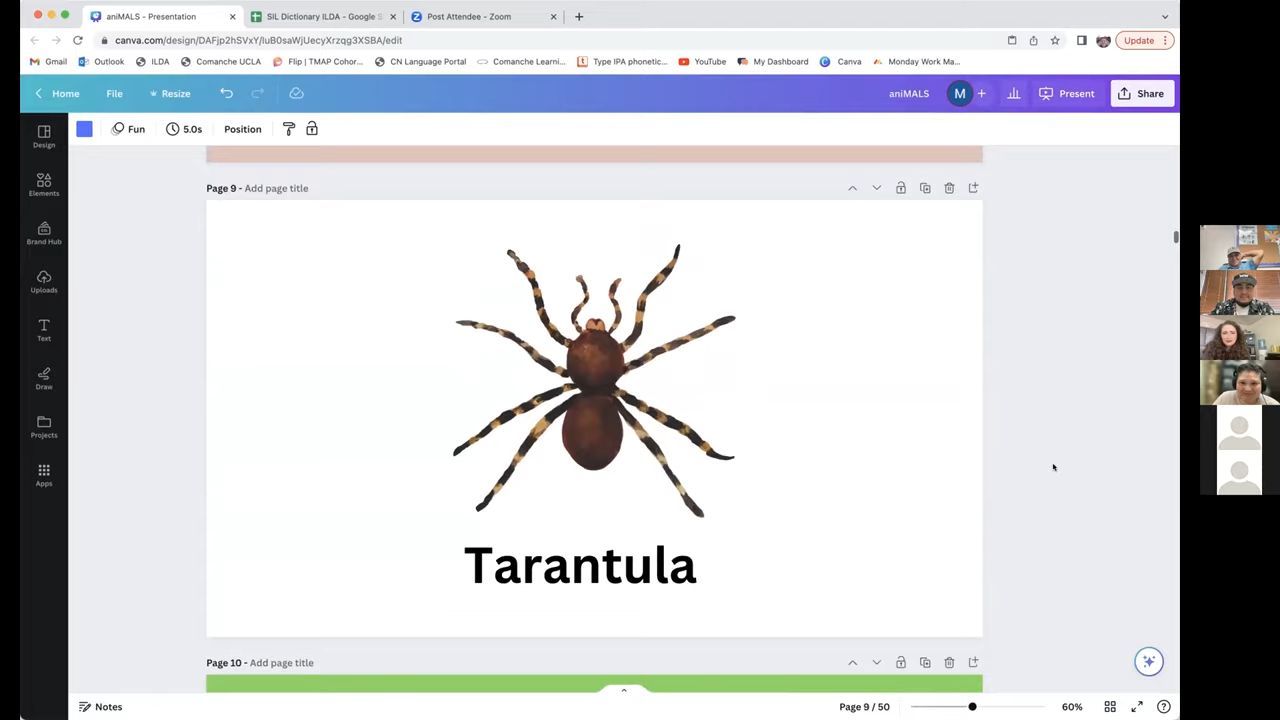 aniMALS - Presentation
SIL Dictionary ILDA - Google S
Post Attendee - Zoom
canva.com/design/DAFjp2hSVxY/luB0saWjUecyXrzqg3XSBA/edit
Update
Gmail
Outlook
ILDA
Comanche UCLA
Flip | TMAP Cohor...
CN Language Portal
Comanche Learni...
Type IPA phonetic...
YouTube
My Dashboard
Canva
Monday Work Ma...
Home
File
Resize
aniMALS
M
Present
Share
Fun
5.0s
Position
Design
Elements
Brand Hub
Uploads
Text
Draw
Projects
Apps
Page 9 - Add page title
Tarantula
Page 10 - Add page title
Notes
Page 9 / 50
60%